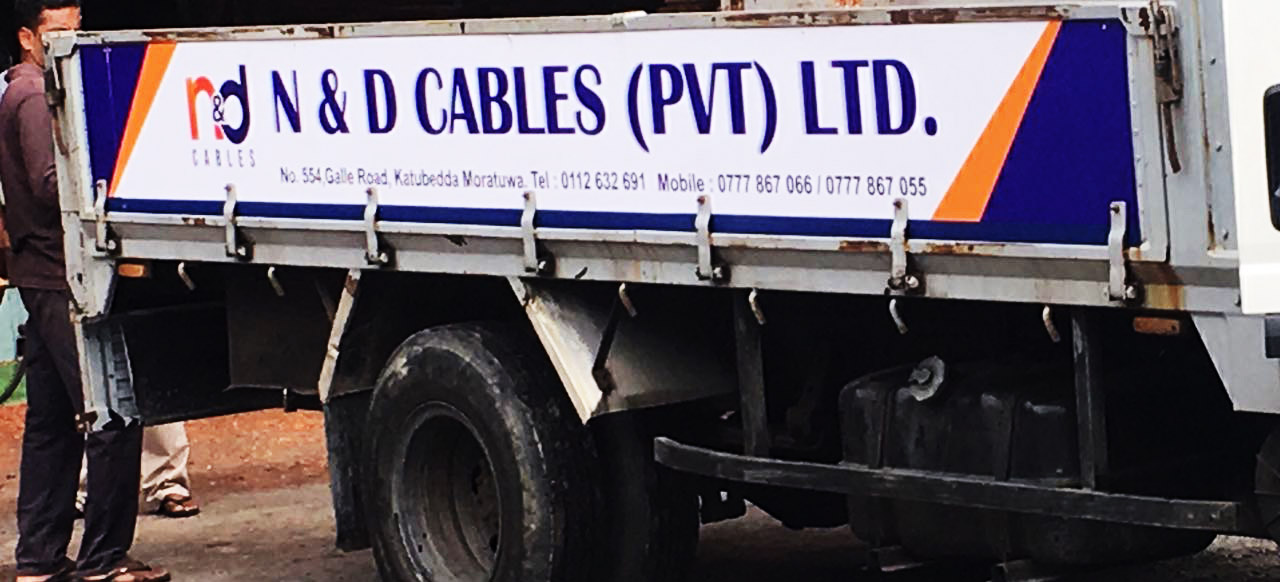 n&d
CABLES
N & D CABLES (PVT) LTD.
No. 554,Galle Road, Katubedda Moratuwa. Tel : 0112 632 691 Mobile : 0777 867 066 / 0777 867 055